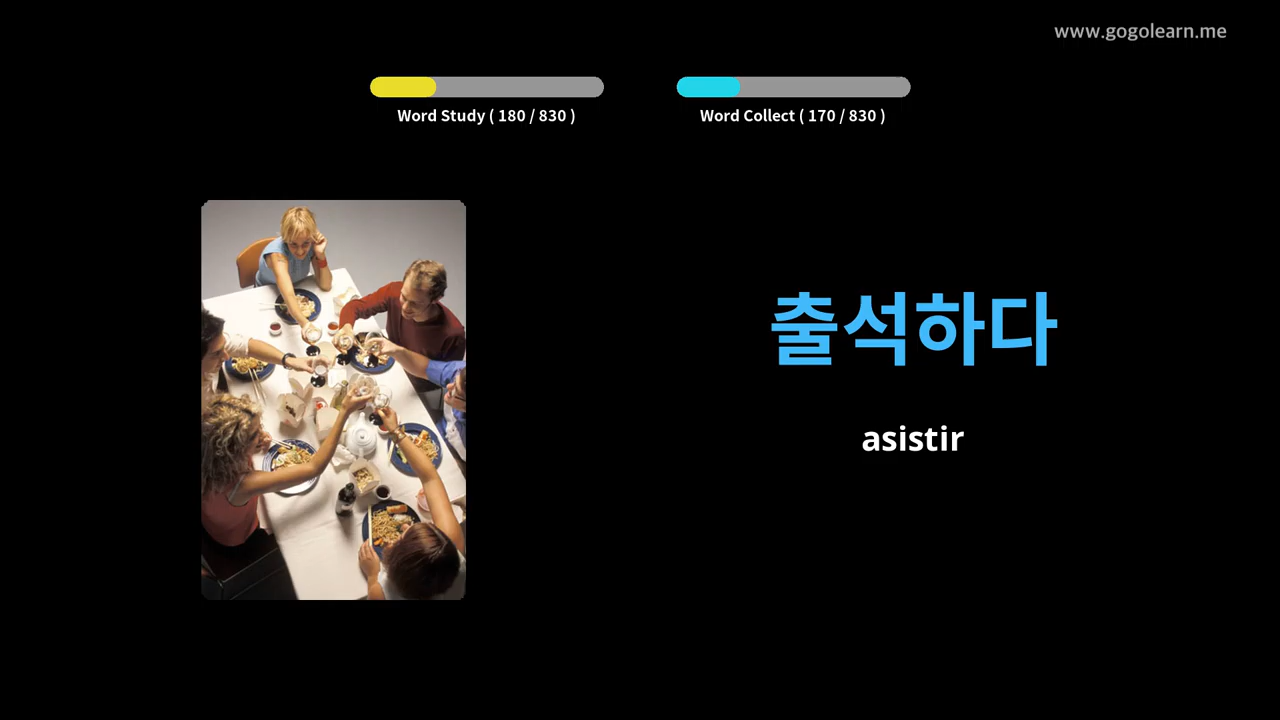 www.gogolearn.me
Word Study ( 180 / 830 )
Word Collect ( 170 / 830 )
출석하다
asistir